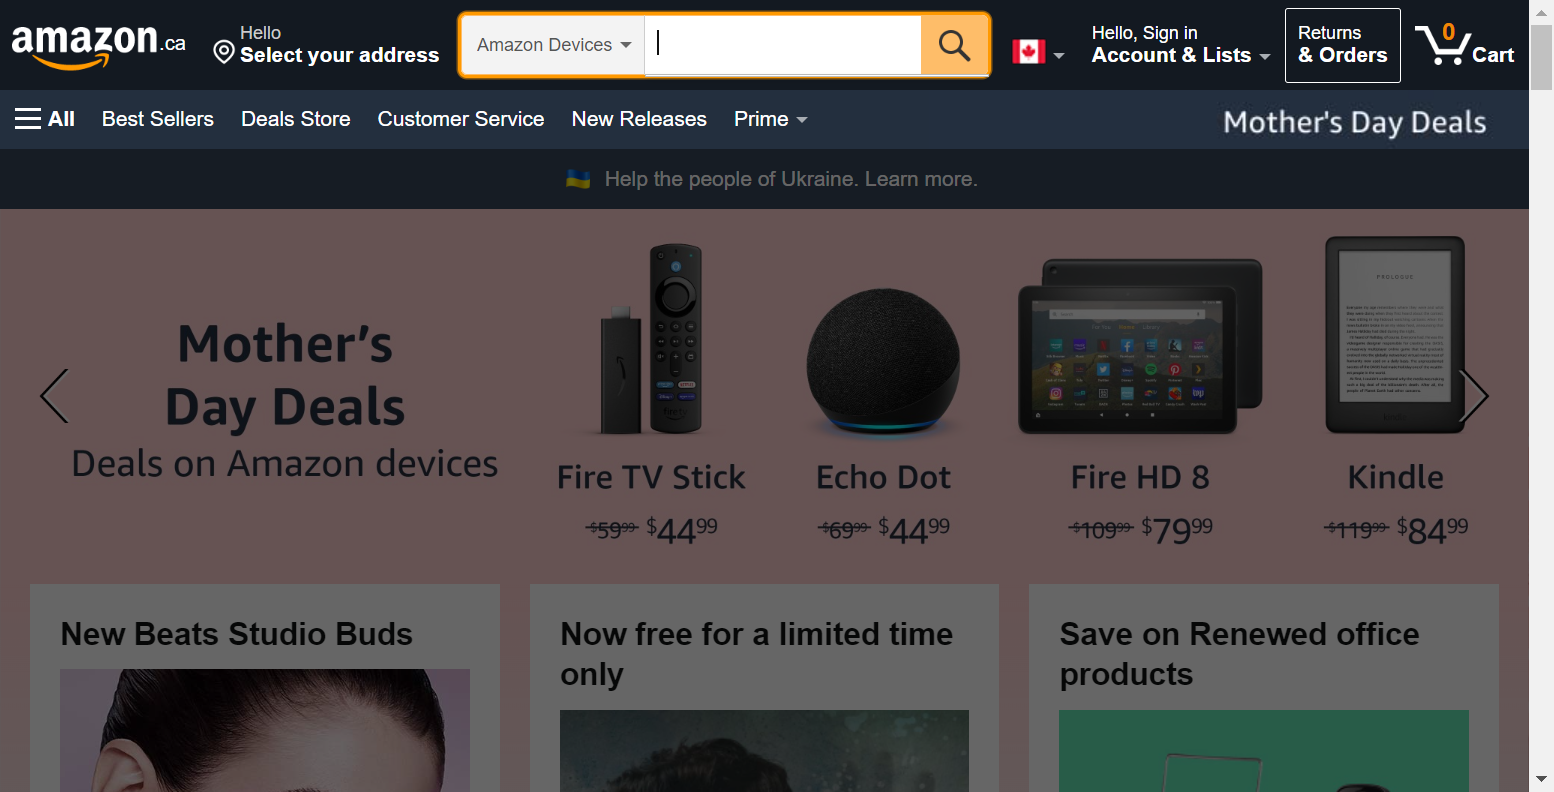 amazon.ca
Hello
Select your address
Amazon Devices
Hello, Sign in
Account & Lists
Returns
& Orders
0
Cart
All
Best Sellers
Deals Store
Customer Service
New Releases
Prime
Mother's Day Deals
Help the people of Ukraine. Learn more.
Mother's
Day Deals
Deals on Amazon devices
PROLOGUE
Fire TV Stick
$59.99 $44.99
Echo Dot
$69.99 $44.99
Fire HD 8
$109.99 $79.99
Kindle
$119.99 $84.99
New Beats Studio Buds
Now free for a limited time
only
Save on Renewed office
products